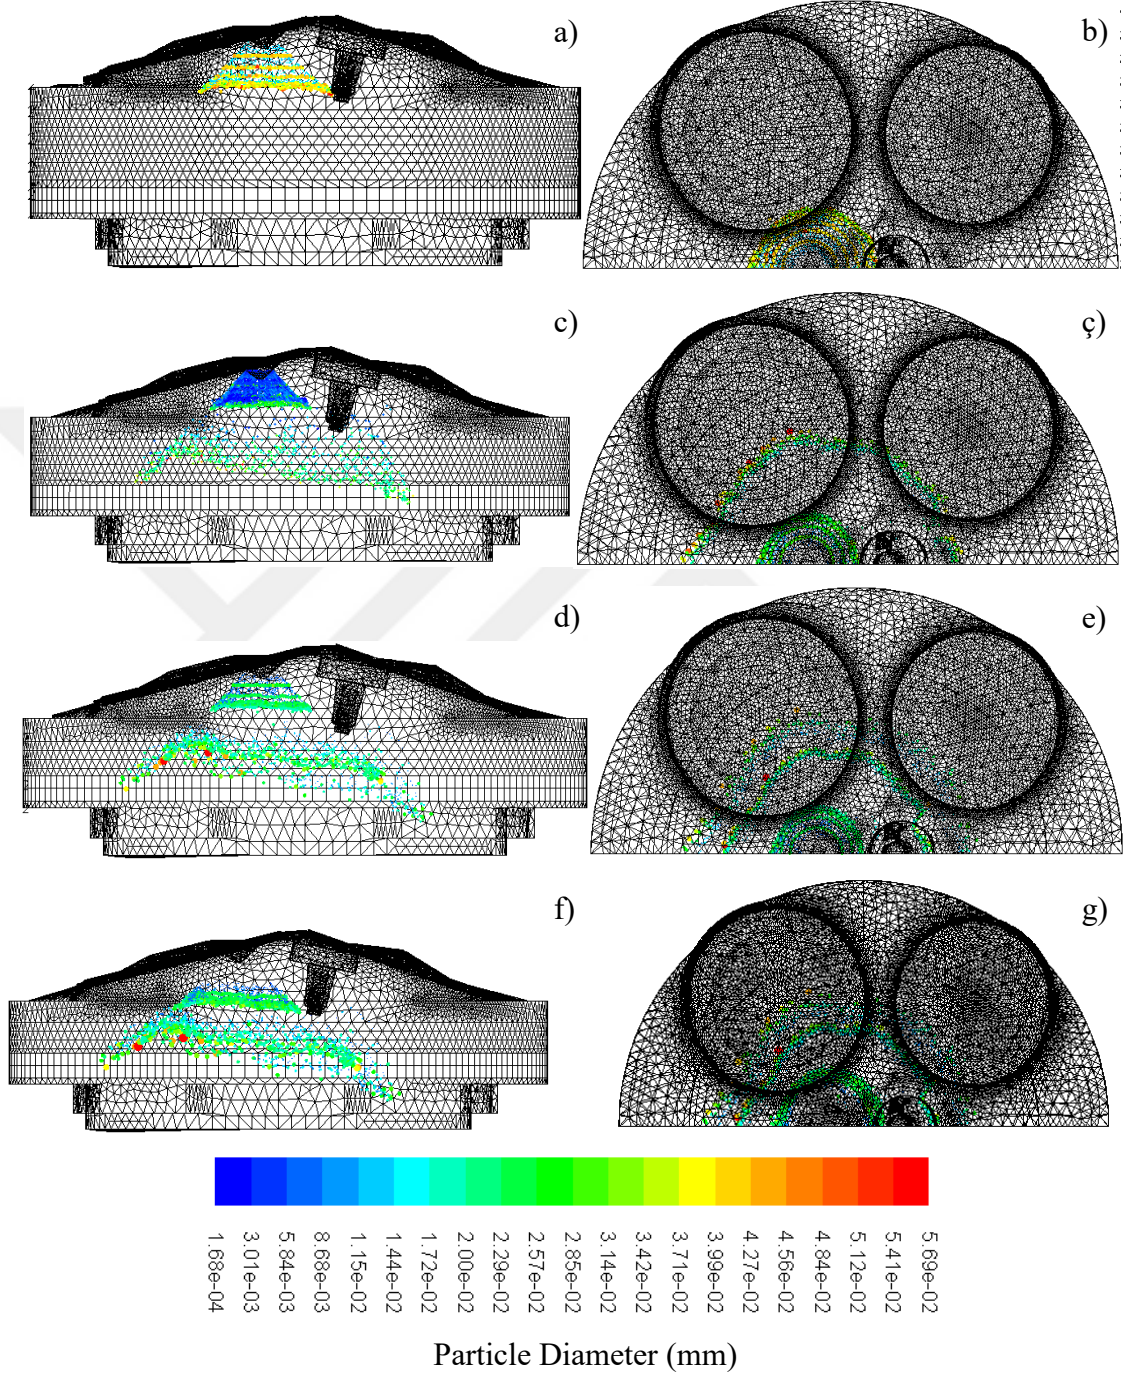 a)
b)
c)
ç)
d)
e)
f)
g)
1.68e-04
3.01e-03
5.84e-03
8.68e-03
1.15e-02
1.44e-02
1.72e-02
2.00e-02
2.29e-02
2.57e-02
2.85e-02
3.14e-02
3.42e-02
3.71e-02
3.99e-02
4.27e-02
4.56e-02
4.84e-02
5.12e-02
5.41e-02
5.69e-02
Particle Diameter (mm)